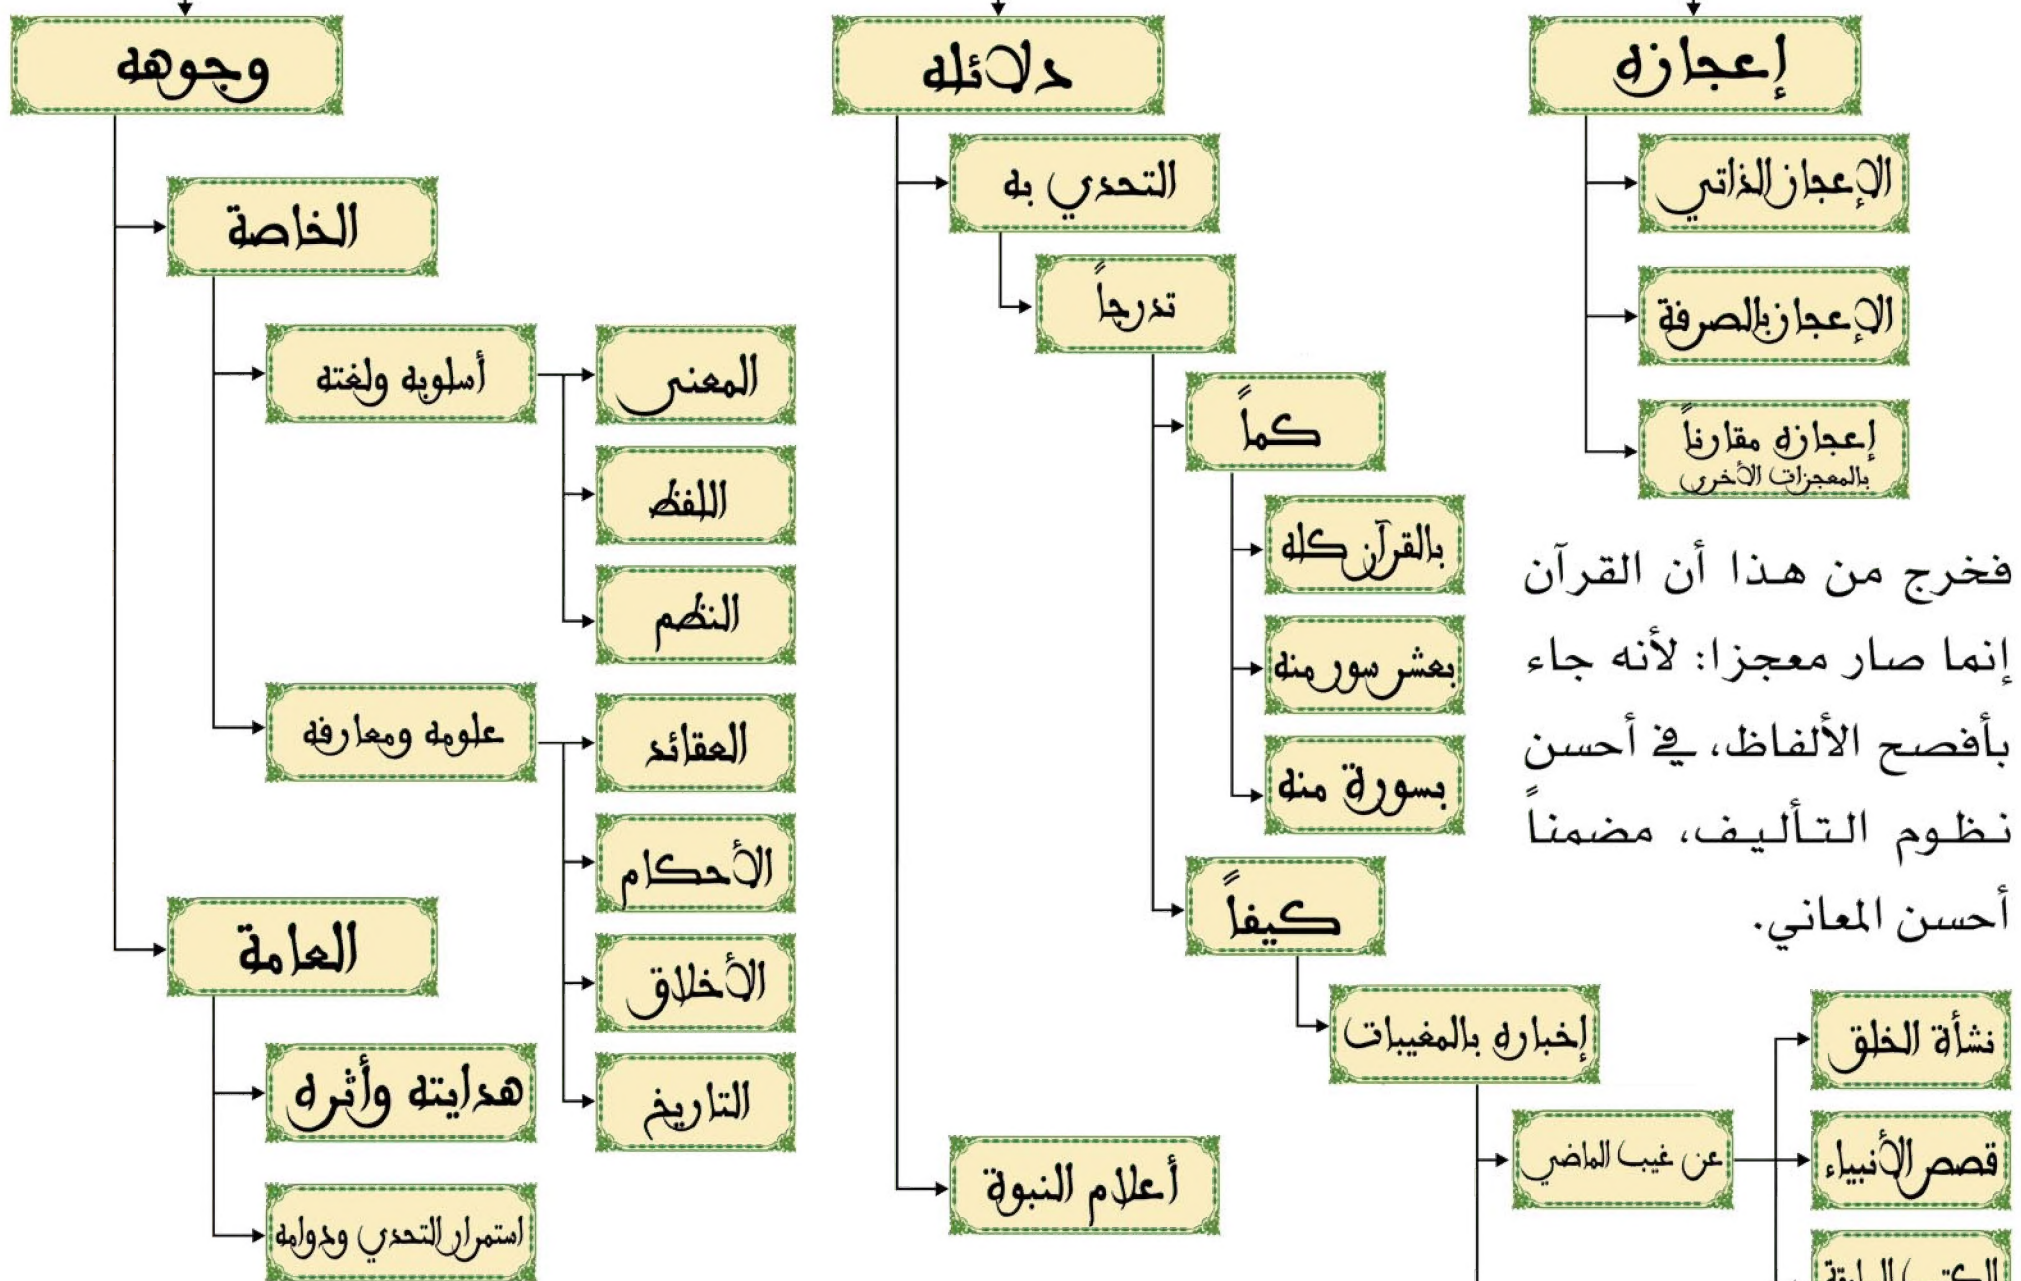 إعجازه
الإعجاز الذاتي
الإعجاز بالصرفة
إعجازه مقارناً
بالمعجزات الأخرى
فخرج من هذا أن القرآن
إنما صار معجزا: لأنه جاء
بأفصح الألفاظ، في أحسن
نظوم التأليف، مضمناً
أحسن المعاني.
دلائله
التحدي به
تدرجاً
كماً
بالقرآن كله
بعشر سور منه
بسورة منه
كيفاً
إخباره بالمغيبات
عن غيب الماضي
نشأة الخلق
قصص الأنبياء
أعلام النبوة
وجوهه
الخاصة
أسلوبه ولغته
المعنى
اللفظ
النظم
علومه ومعارفه
العقائد
الأحكام
الأخلاق
التاريخ
العامة
هدايته وأثره
استمرار التحدي ودوامه